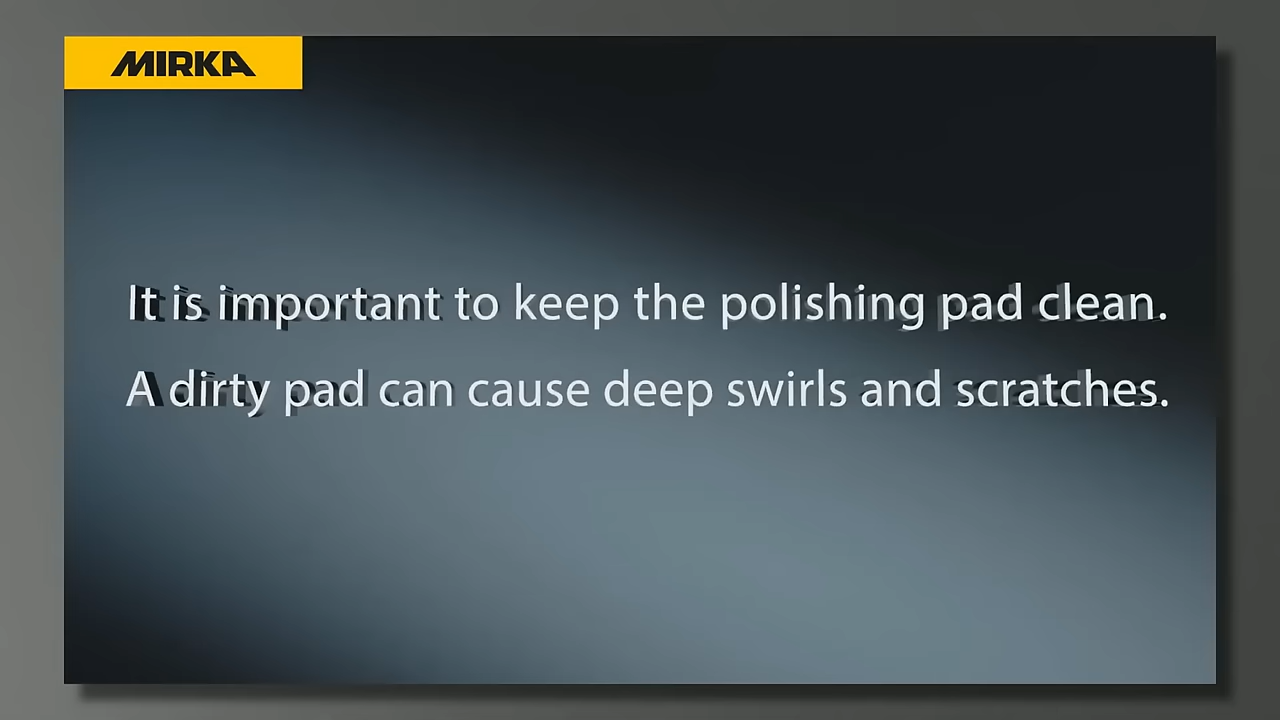 MIRKA
It is important to keep the polishing pad clean.
A dirty pad can cause deep swirls and scratches.